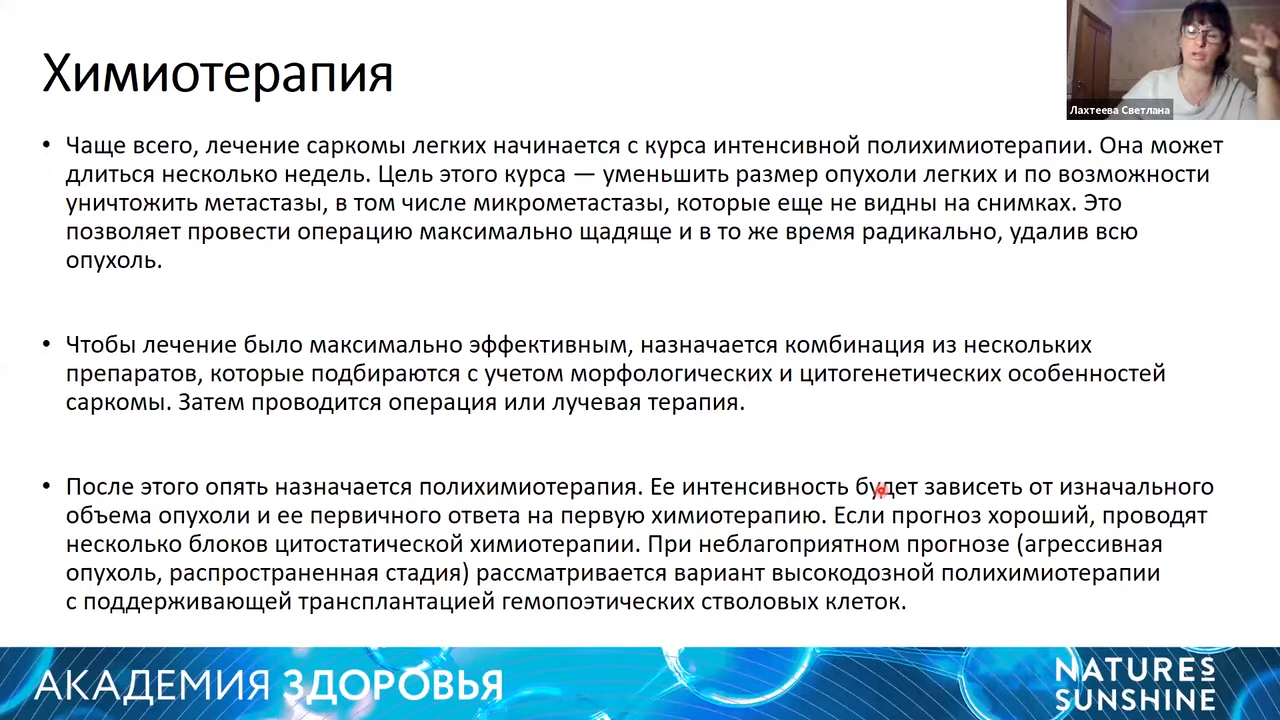 Химиотерапия
Лахтеева Светлана
• Чаще всего, лечение саркомы легких начинается с курса интенсивной полихимиотерапии. Она может
длиться несколько недель. Цель этого курса — уменьшить размер опухоли легких и по возможности
уничтожить метастазы, в том числе микрометастазы, которые еще не видны на снимках. Это
позволяет провести операцию максимально щадяще и в то же время радикально, удалив всю
опухоль.
• Чтобы лечение было максимально эффективным, назначается комбинация из нескольких
препаратов, которые подбираются с учетом морфологических и цитогенетических особенностей
саркомы. Затем проводится операция или лучевая терапия.
• После этого опять назначается полихимиотерапия. Ее интенсивность будет зависеть от изначального
объема опухоли и ее первичного ответа на первую химиотерапию. Если прогноз хороший, проводят
несколько блоков цитостатической химиотерапии. При неблагоприятном прогнозе (агрессивная
опухоль, распространенная стадия) рассматривается вариант высокодозной полихимиотерапии
с поддерживающей трансплантацией гемопоэтических стволовых клеток.
АКАДЕМИЯ ЗДОРОВЬЯ
NATURES
SUNSHINE